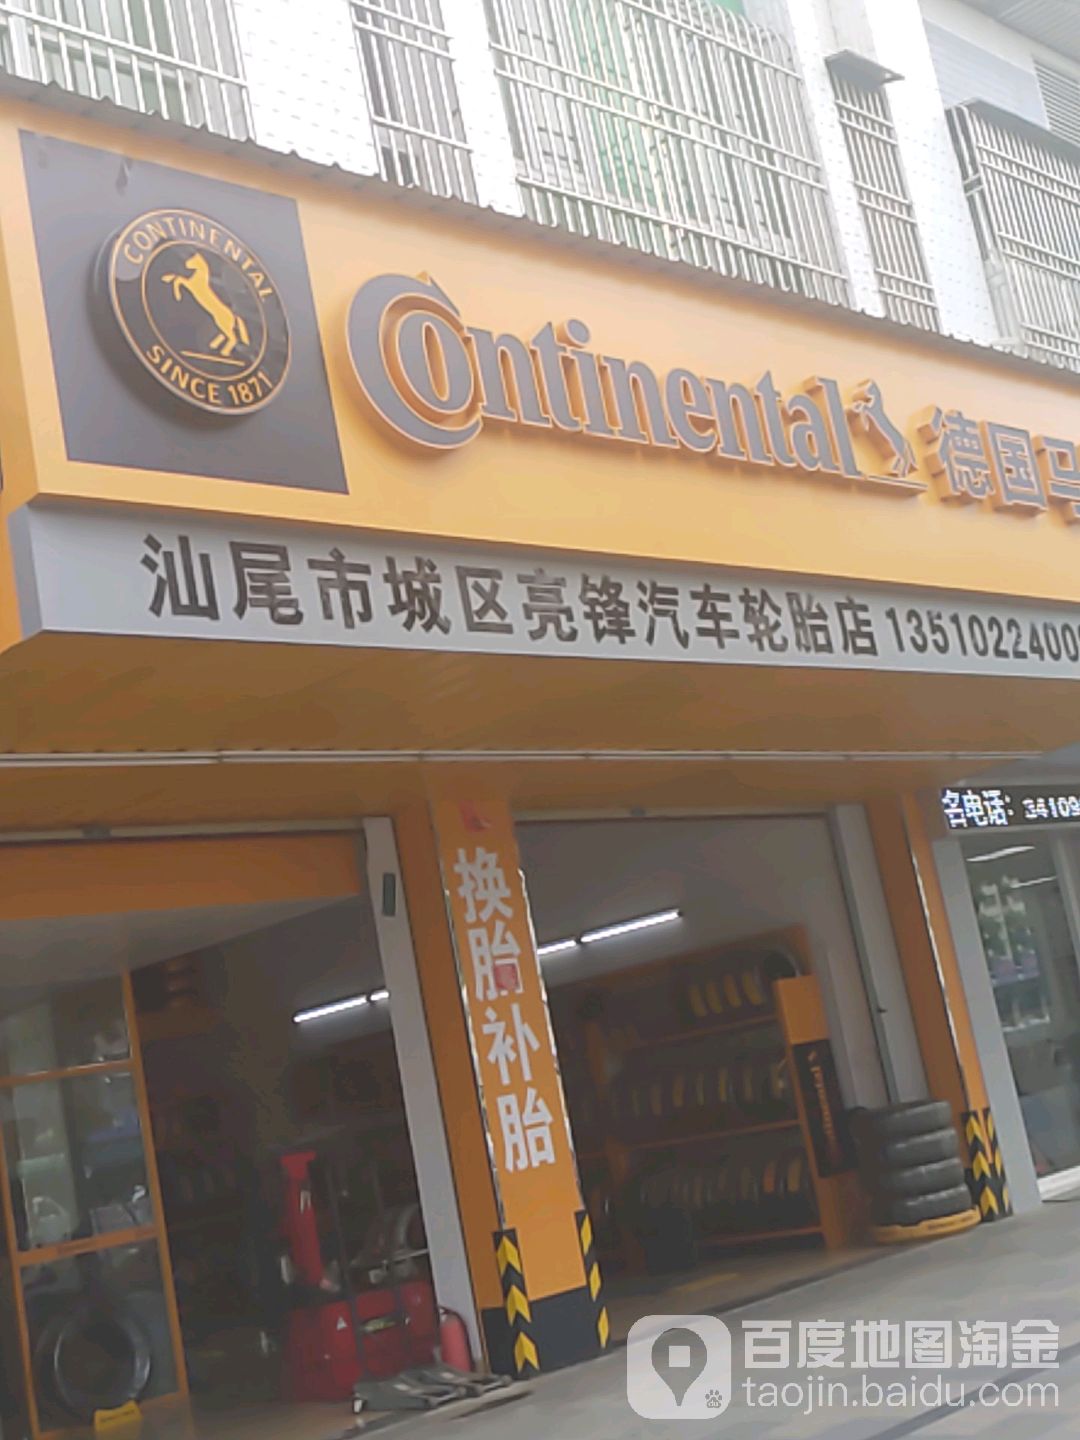 CONTINENTAL
SINCE 1871
Continental 德国马
汕尾市城区亮锋汽车轮胎店 1351022400
名电话: 34109
换胎补胎
百度地图淘金
taojin.baidu.com